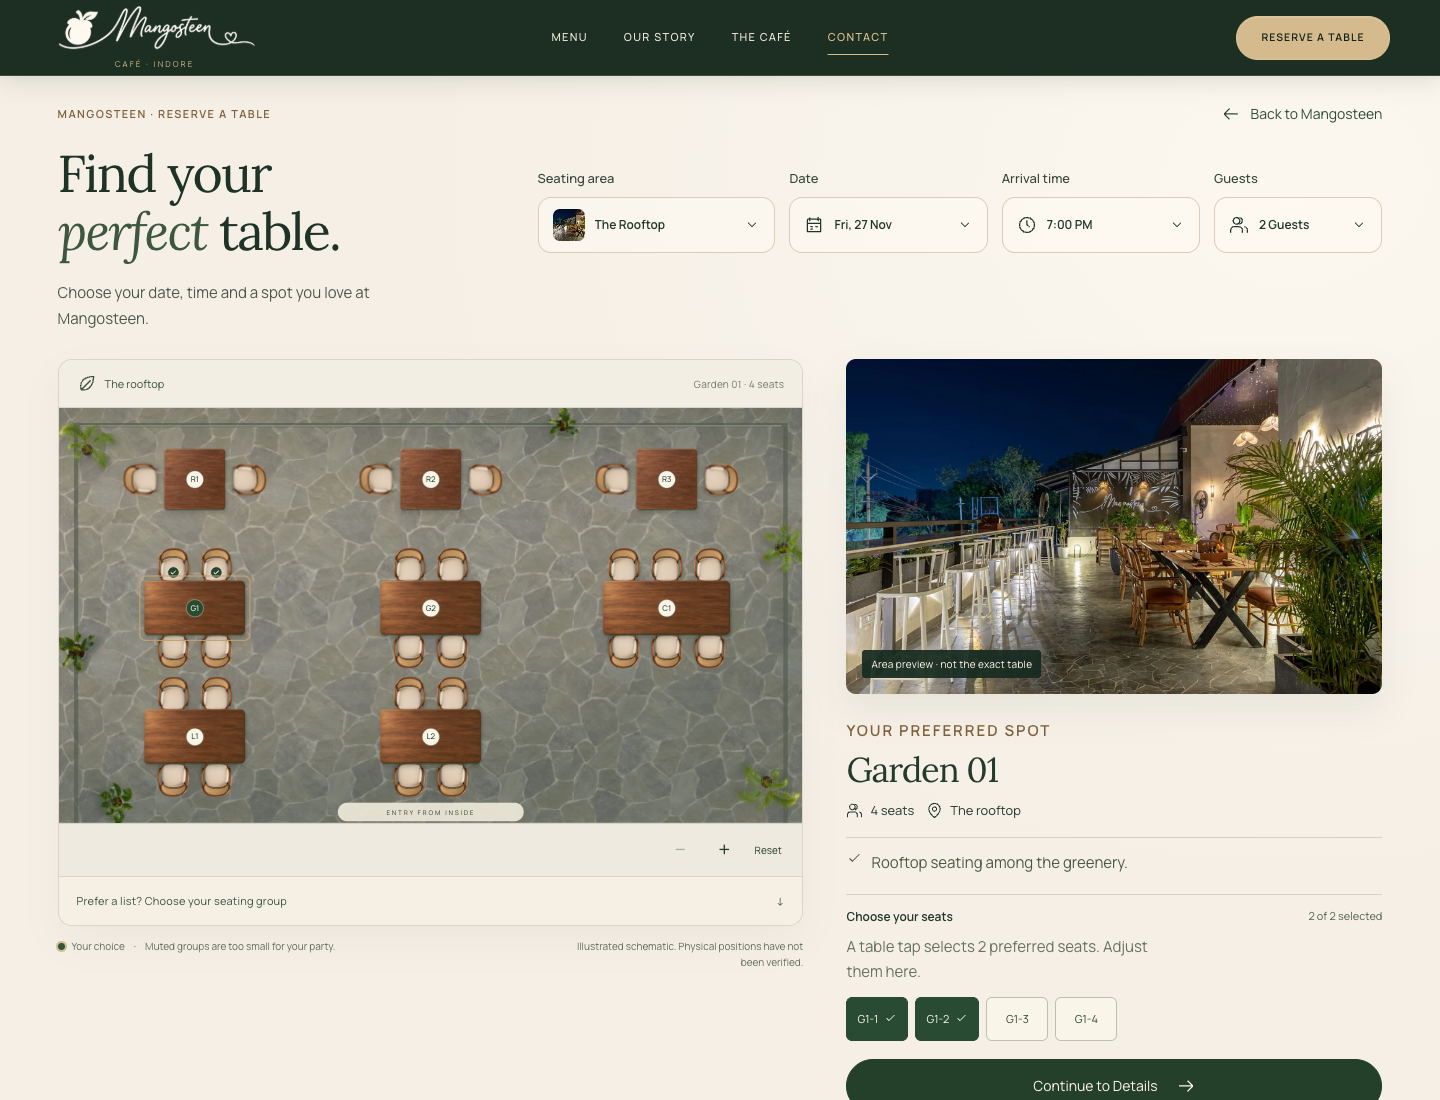 Mangosteen
CAFÉ · INDORE
MENU
OUR STORY
THE CAFÉ
CONTACT
RESERVE A TABLE
MANGOSTEEN · RESERVE A TABLE
← Back to Mangosteen
Find your
perfect table.
Choose your date, time and a spot you love at
Mangosteen.
Seating area
The Rooftop
Date
Fri, 27 Nov
Arrival time
7:00 PM
Guests
2 Guests
The rooftop
Garden 01 · 4 seats
R1
R2
R3
G1
G2
C1
L1
L2
ENTRY FROM INSIDE
− + Reset
Prefer a list? Choose your seating group ↓
Your choice · Muted groups are too small for your party.
Illustrated schematic. Physical positions have not
been verified.
Mangosteen
Area preview · not the exact table
YOUR PREFERRED SPOT
Garden 01
4 seats
The rooftop
Rooftop seating among the greenery.
Choose your seats
2 of 2 selected
A table tap selects 2 preferred seats. Adjust
them here.
G1-1 ✓
G1-2 ✓
G1-3
G1-4
Continue to Details →